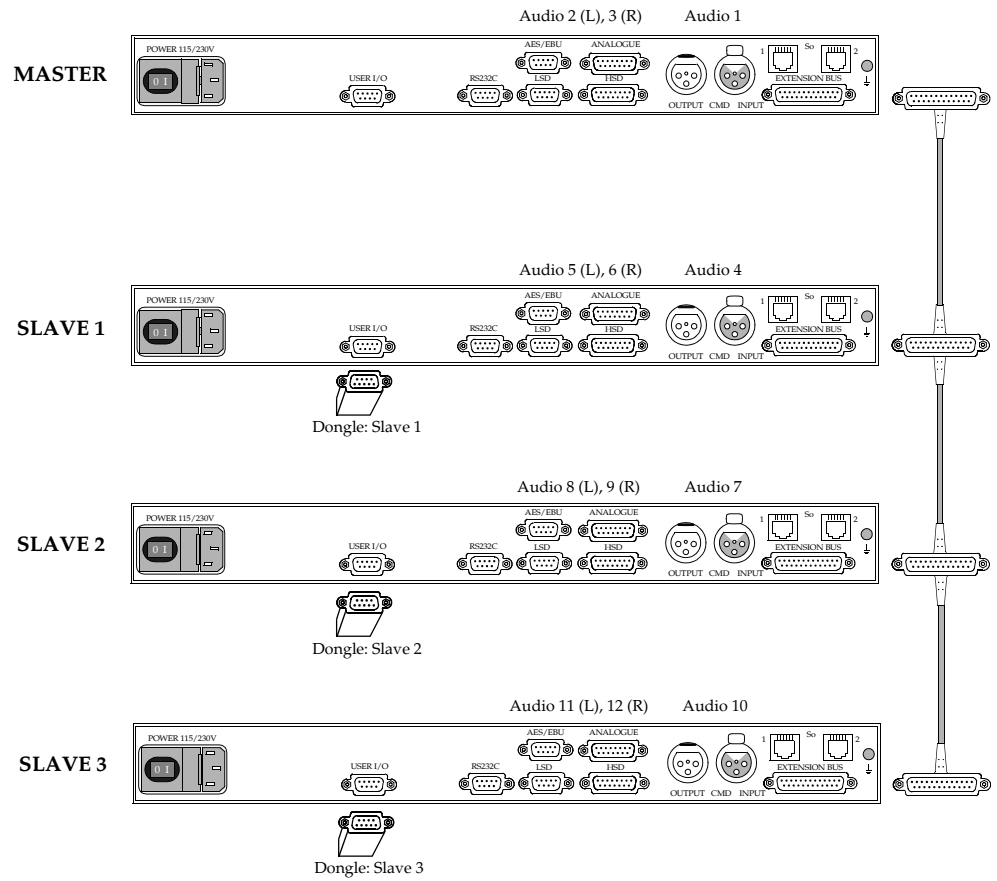 Audio 2 (L), 3 (R) Audio 1
MASTER
POWER 115/230V
0 I
USER I/O
RS232C
AES/EBU
LSD
ANALOGUE
HSD
OUTPUT CMD INPUT
1 So 2
EXTENSION BUS
Audio 5 (L), 6 (R) Audio 4
SLAVE 1
POWER 115/230V
0 I
USER I/O
RS232C
AES/EBU
LSD
ANALOGUE
HSD
OUTPUT CMD INPUT
1 So 2
EXTENSION BUS
Dongle: Slave 1
Audio 8 (L), 9 (R) Audio 7
SLAVE 2
POWER 115/230V
0 I
USER I/O
RS232C
AES/EBU
LSD
ANALOGUE
HSD
OUTPUT CMD INPUT
1 So 2
EXTENSION BUS
Dongle: Slave 2
Audio 11 (L), 12 (R) Audio 10
SLAVE 3
POWER 115/230V
0 I
USER I/O
RS232C
AES/EBU
LSD
ANALOGUE
HSD
OUTPUT CMD INPUT
1 So 2
EXTENSION BUS
Dongle: Slave 3